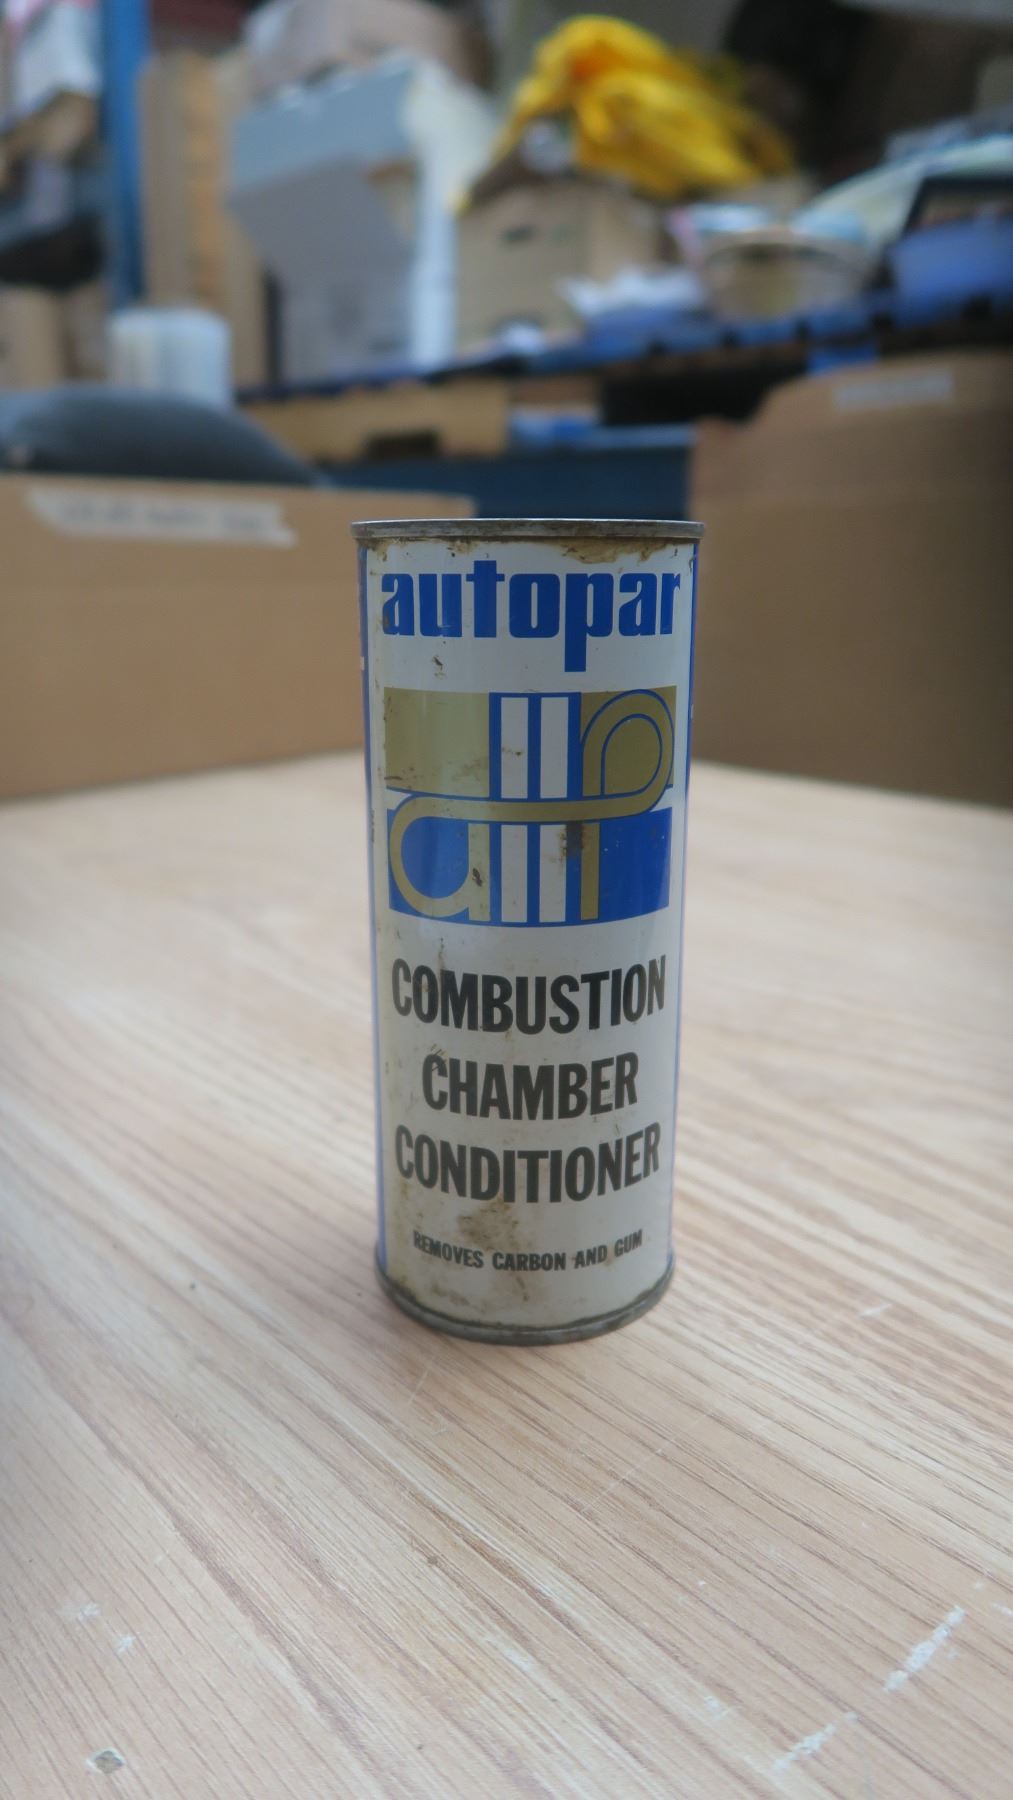 autopar
COMBUSTION
CHAMBER
CONDITIONER
REMOVES CARBON AND GUM